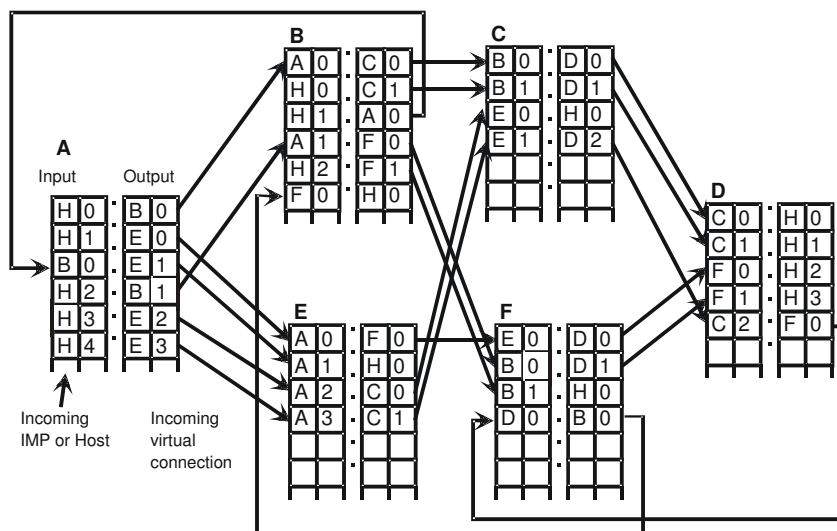 A
Input Output
H 0 B 0
H 1 E 0
B 0 E 1
H 2 B 1
H 3 E 2
H 4 E 3
Incoming
IMP or Host
Incoming
virtual
connection
B
A 0 C 0
H 0 C 1
H 1 A 0
A 1 F 0
H 2 F 1
F 0 H 0
C
B 0 D 0
B 1 D 1
E 0 H 0
E 1 D 2
D
C 0 H 0
C 1 H 1
F 0 H 2
F 1 H 3
C 2 F 0
E
A 0 F 0
A 1 H 0
A 2 C 0
A 3 C 1
F
E 0 D 0
B 0 D 1
B 1 H 0
D 0 B 0